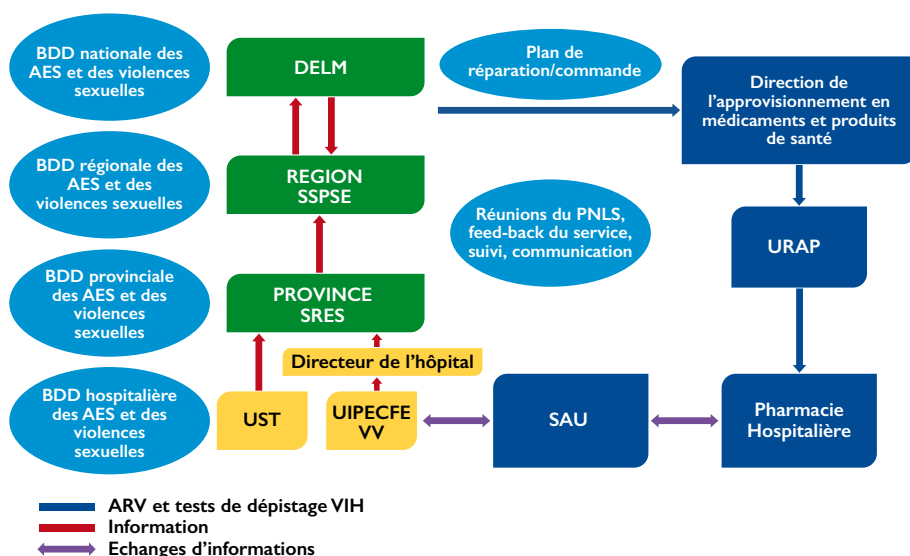 BDD nationale des
AES et des violences
sexuelles
DELM
Plan de
réparation/commande
Direction de
l'approvisionnement en
médicaments et produits
de santé
BDD régionale des
AES et des
violences sexuelles
REGION
SSPSE
Réunions du PNLS,
feed-back du service,
suivi, communication
URAP
BDD provinciale
des AES et des
violences
sexuelles
PROVINCE
SRES
Directeur de l'hôpital
BDD hospitalière
des AES et des
violences
sexuelles
UST
UIPECFE
VV
SAU
Pharmacie
Hospitalière
ARV et tests de dépistage VIH
Information
Echanges d'informations